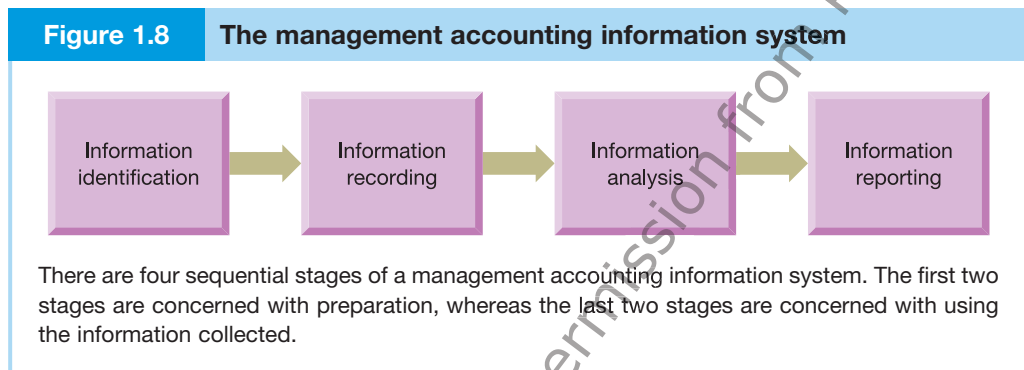 Figure 1.8
The management accounting information system
Information
identification
Information
recording
Information
analysis
Information
reporting
There are four sequential stages of a management accounting information system. The first two
stages are concerned with preparation, whereas the last two stages are concerned with using
the information collected.
ermission from